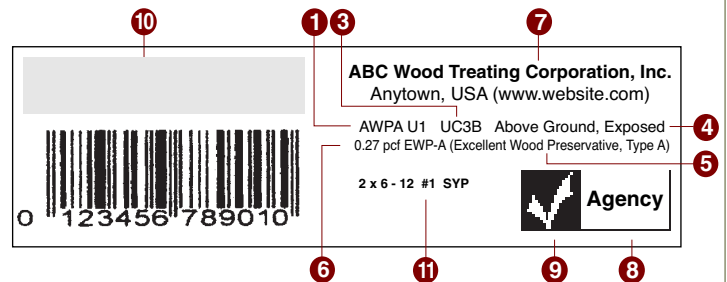 10 1 3 7
ABC Wood Treating Corporation, Inc.
Anytown, USA (www.website.com)
AWPA U1 UC3B Above Ground, Exposed 4
0.27 pcf EWP-A (Excellent Wood Preservative, Type A)
5
2 x 6 - 12 #1 SYP
Agency
0 123456 789010
6 11 9 8